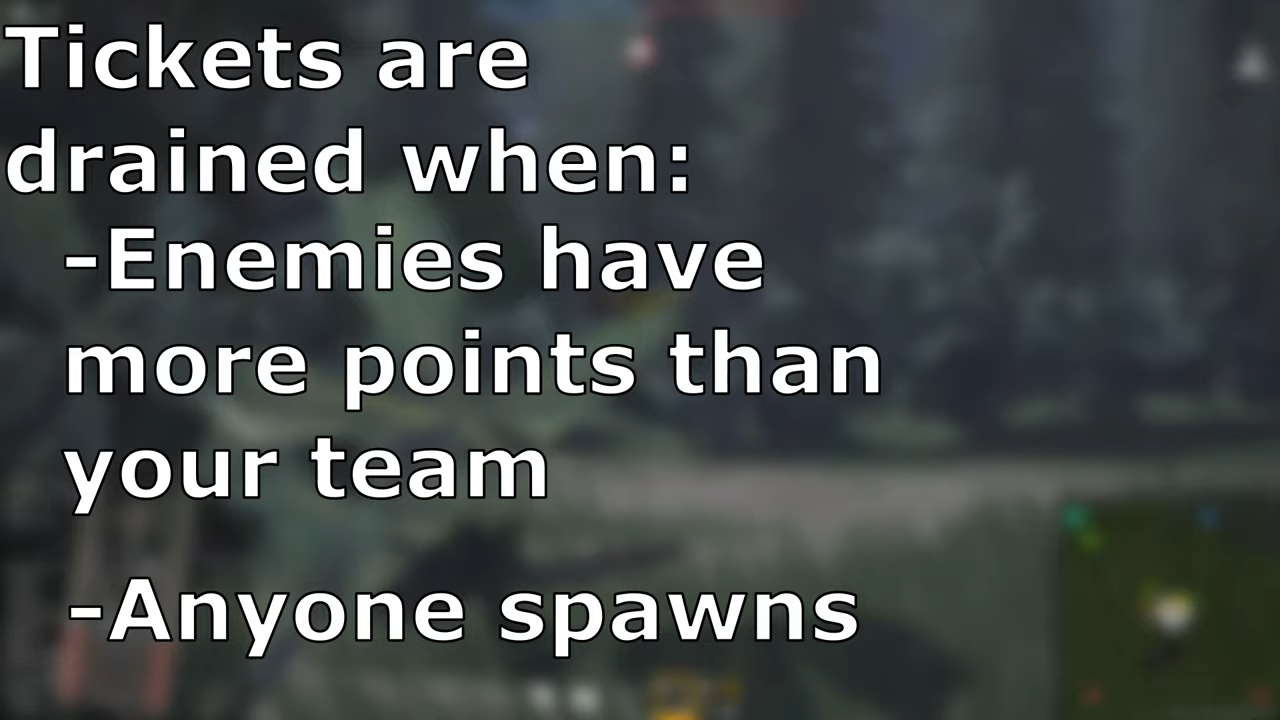 Tickets are
drained when:
-Enemies have
more points than
your team
-Anyone spawns